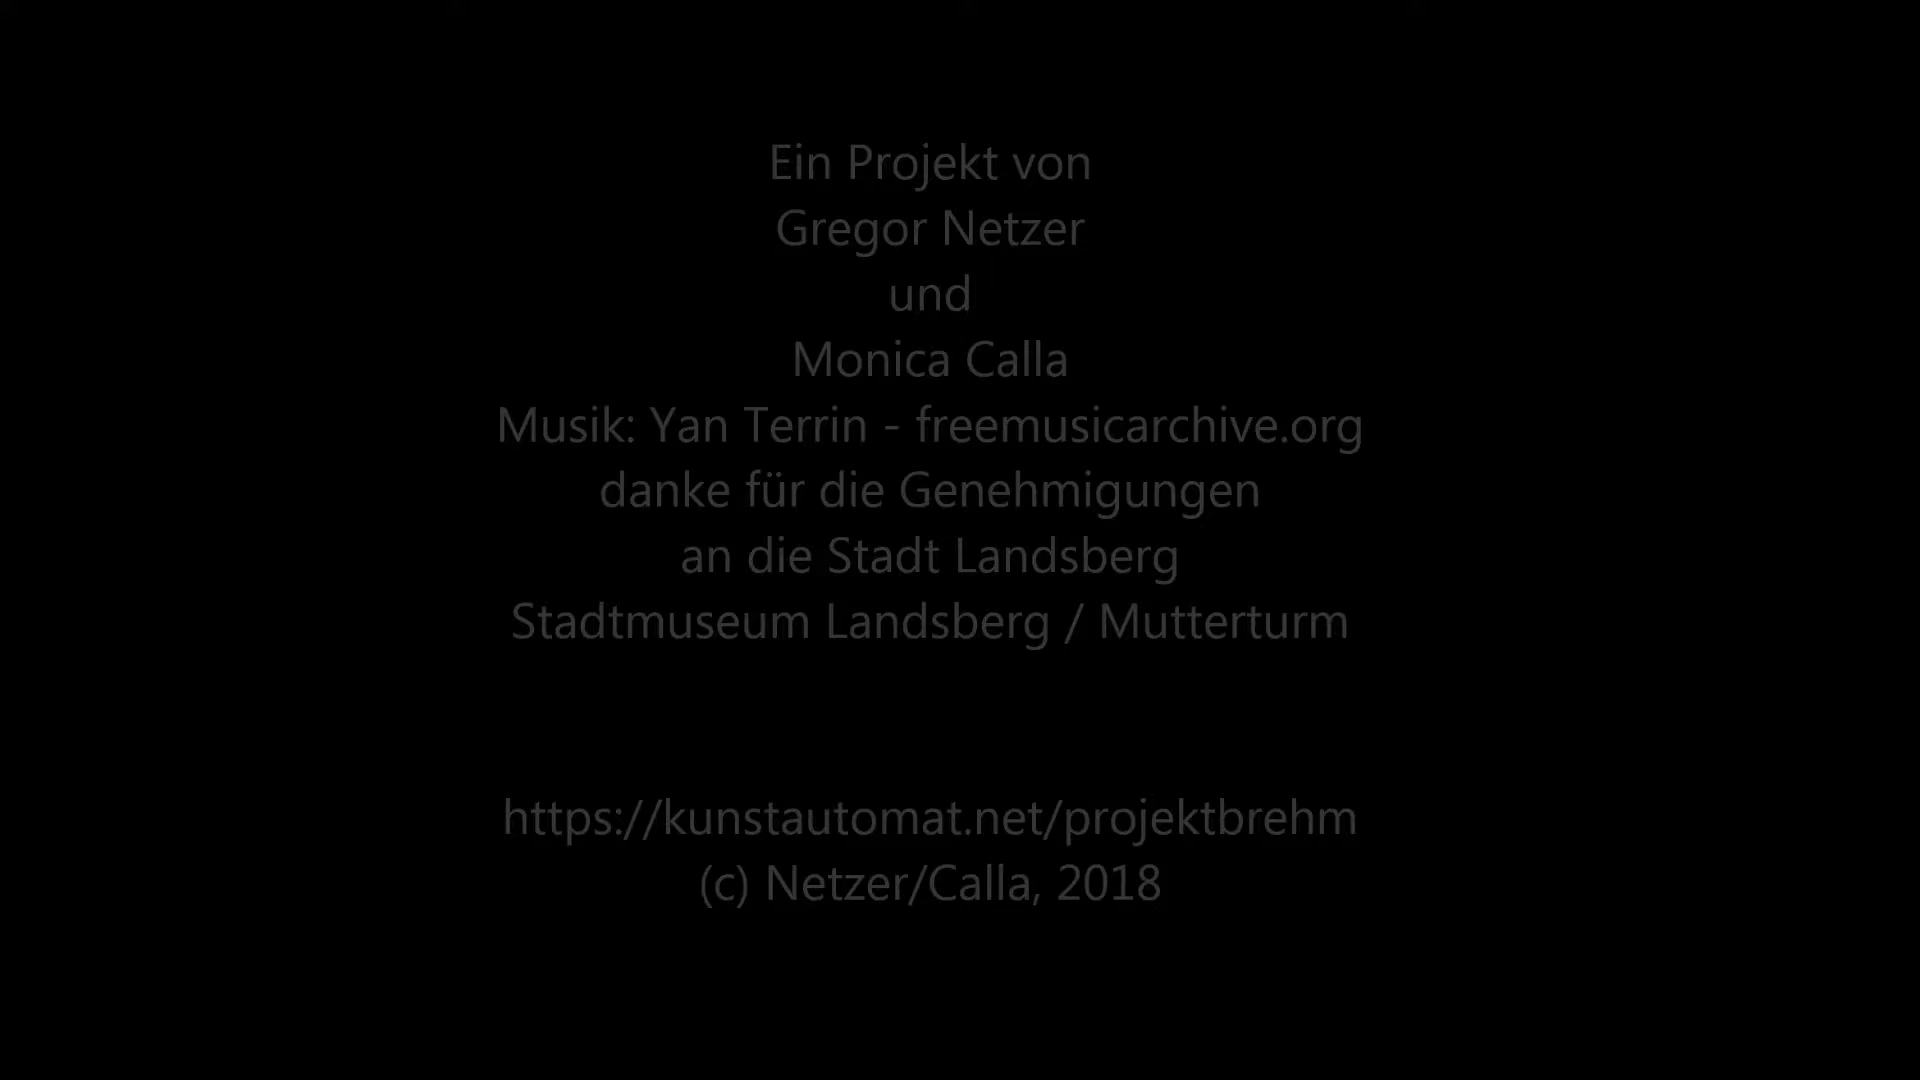 Ein Projekt von
Gregor Netzer
und
Monica Calla
Musik: Yan Terrin - freemusicarchive.org
danke für die Genehmigungen
an die Stadt Landsberg
Stadtmuseum Landsberg / Mutterturm
https://kunstautomat.net/projektbrehm
(c) Netzer/Calla, 2018